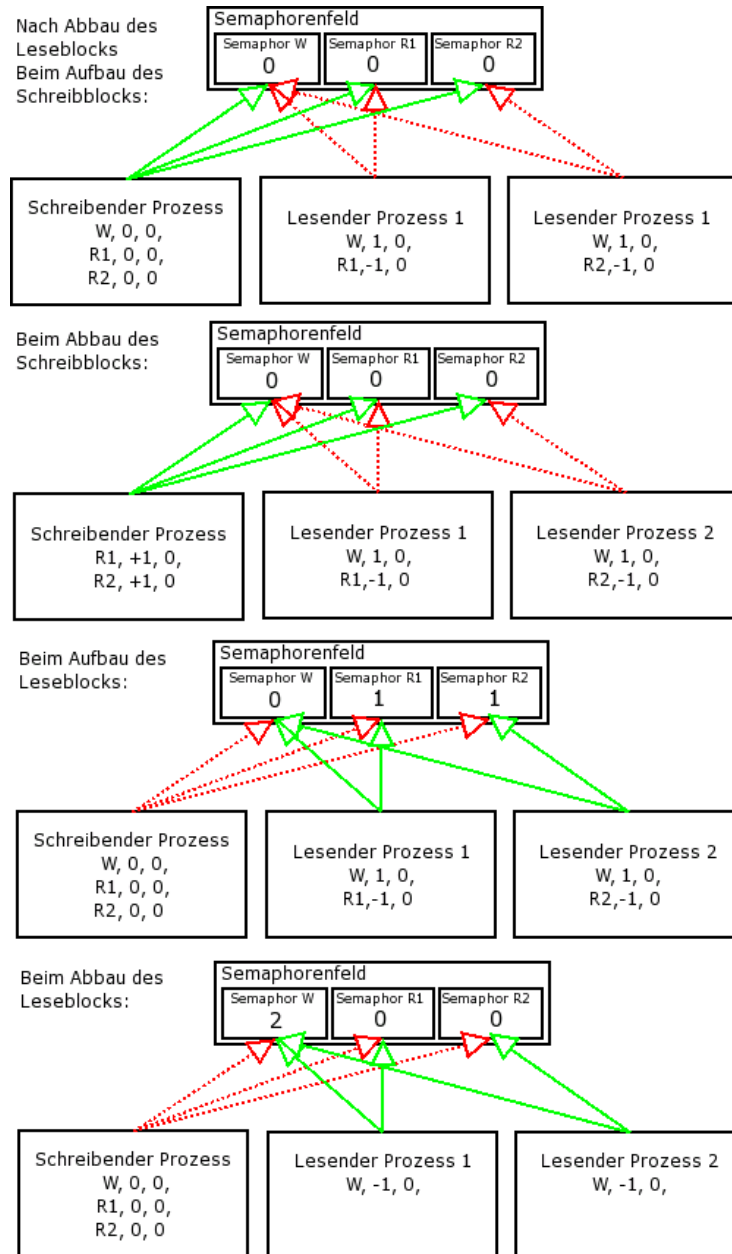 Nach Abbau des
Leseblocks
Beim Aufbau des
Schreibblocks:
Semaphorenfeld
Semaphor W
0
Semaphor R1
0
Semaphor R2
0
Schreibender Prozess
W, 0, 0,
R1, 0, 0,
R2, 0, 0
Lesender Prozess 1
W, 1, 0,
R1,-1, 0
Lesender Prozess 1
W, 1, 0,
R2,-1, 0
Beim Abbau des
Schreibblocks:
Semaphorenfeld
Semaphor W
0
Semaphor R1
0
Semaphor R2
0
Schreibender Prozess
R1, +1, 0,
R2, +1, 0
Lesender Prozess 1
W, 1, 0,
R1,-1, 0
Lesender Prozess 2
W, 1, 0,
R2,-1, 0
Beim Aufbau des
Leseblocks:
Semaphorenfeld
Semaphor W
0
Semaphor R1
1
Semaphor R2
1
Schreibender Prozess
W, 0, 0,
R1, 0, 0,
R2, 0, 0
Lesender Prozess 1
W, 1, 0,
R1,-1, 0
Lesender Prozess 2
W, 1, 0,
R2,-1, 0
Beim Abbau des
Leseblocks:
Semaphorenfeld
Semaphor W
2
Semaphor R1
0
Semaphor R2
0
Schreibender Prozess
W, 0, 0,
R1, 0, 0,
R2, 0, 0
Lesender Prozess 1
W, -1, 0,
Lesender Prozess 2
W, -1, 0,